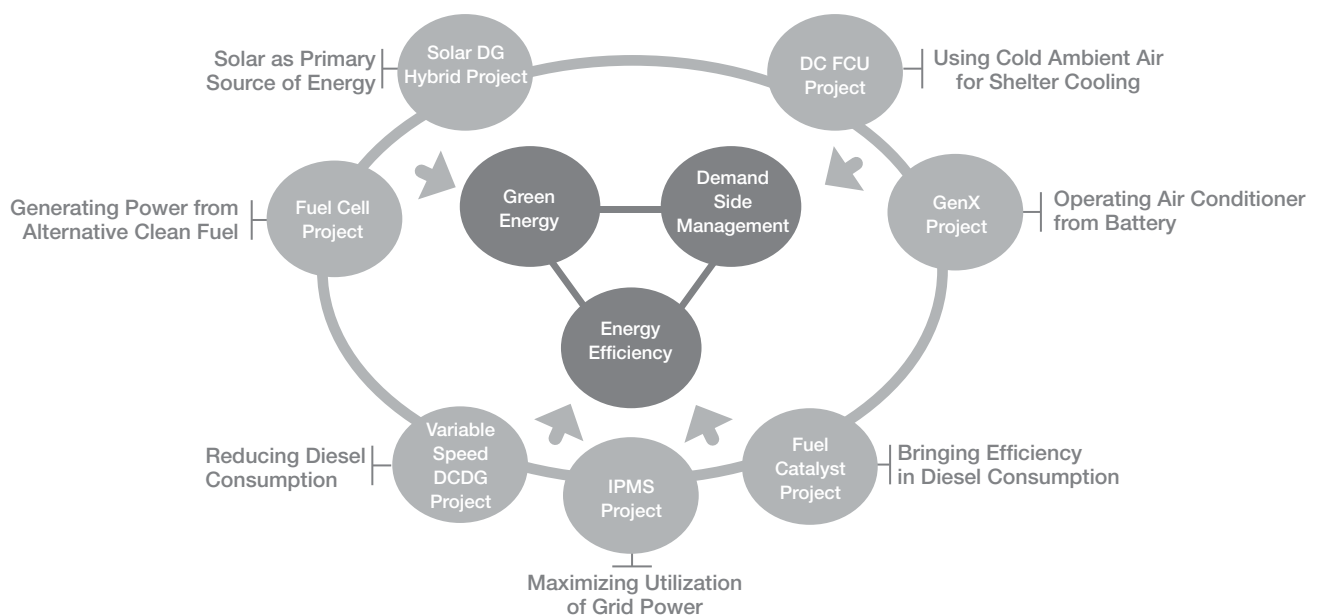 Solar as Primary
Source of Energy
Solar DG
Hybrid Project
DC FCU
Project
Using Cold Ambient Air
for Shelter Cooling
Generating Power from
Alternative Clean Fuel
Fuel Cell
Project
Green
Energy
Demand
Side
Management
GenX
Project
Operating Air Conditioner
from Battery
Energy
Efficiency
Reducing Diesel
Consumption
Variable
Speed
DCDG
Project
IPMS
Project
Maximizing Utilization
of Grid Power
Fuel
Catalyst
Project
Bringing Efficiency
in Diesel Consumption